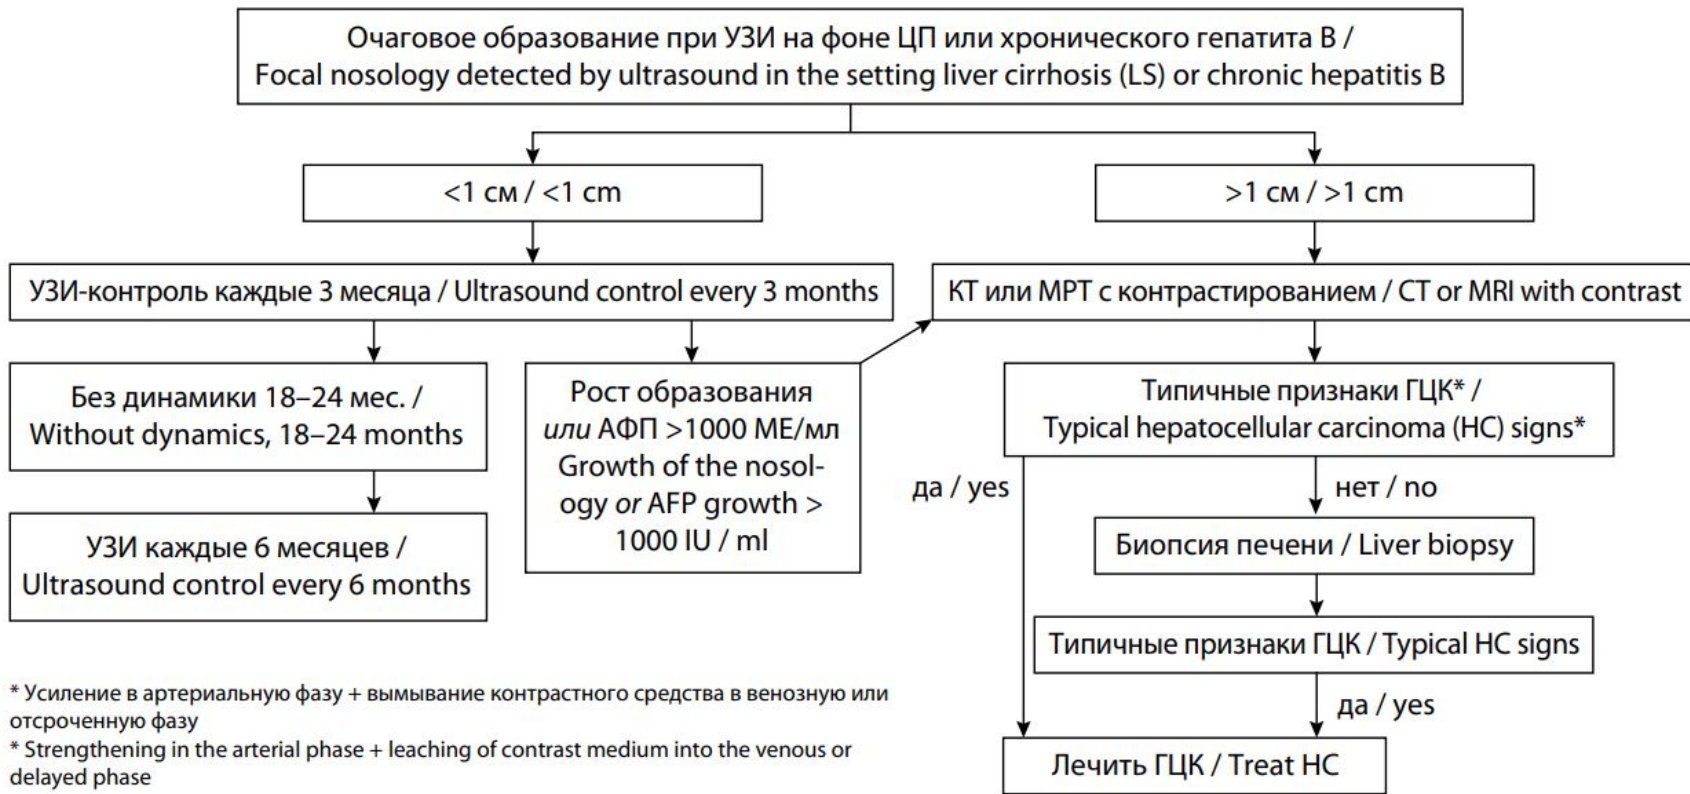 Очаговое образование при УЗИ на фоне ЦП или хронического гепатита В /
Focal nosology detected by ultrasound in the setting liver cirrhosis (LS) or chronic hepatitis B
<1 см / <1 cm
>1 см / >1 cm
УЗИ-контроль каждые 3 месяца / Ultrasound control every 3 months
КТ или МРТ с контрастированием / CT or MRI with contrast
Без динамики 18–24 мес. /
Without dynamics, 18–24 months
Рост образования
или АФП >1000 МЕ/мл
Growth of the nosol-
ogy or AFP growth >
1000 IU / ml
Типичные признаки ГЦК* /
Typical hepatocellular carcinoma (HC) signs*
да / yes
нет / no
УЗИ каждые 6 месяцев /
Ultrasound control every 6 months
Биопсия печени / Liver biopsy
Типичные признаки ГЦК / Typical HC signs
да / yes
Лечить ГЦК / Treat HC
* Усиление в артериальную фазу + вымывание контрастного средства в венозную или
отсроченную фазу
* Strengthening in the arterial phase + leaching of contrast medium into the venous or
delayed phase